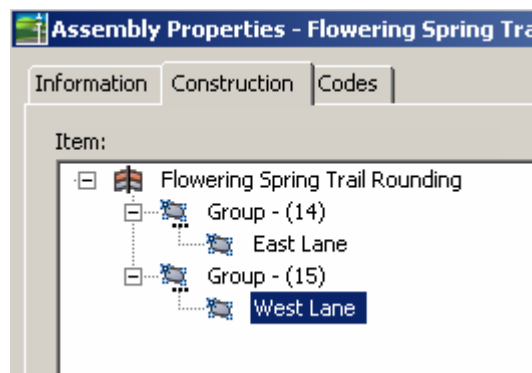 Assembly Properties - Flowering Spring Tra
Information Construction Codes
Item:
Flowering Spring Trail Rounding
Group - (14)
East Lane
Group - (15)
West Lane